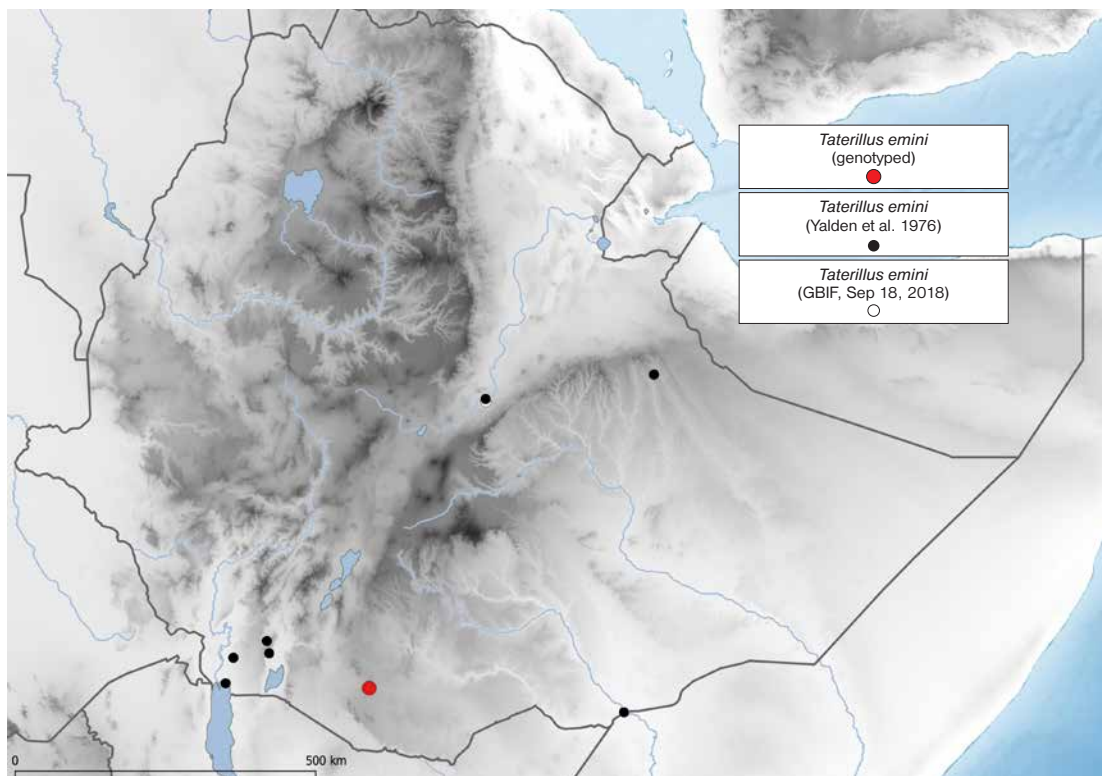 Taterillus emini
(genotyped)
Taterillus emini
(Yalden et al. 1976)
Taterillus emini
(GBIF, Sep 18, 2018)
0
500 km